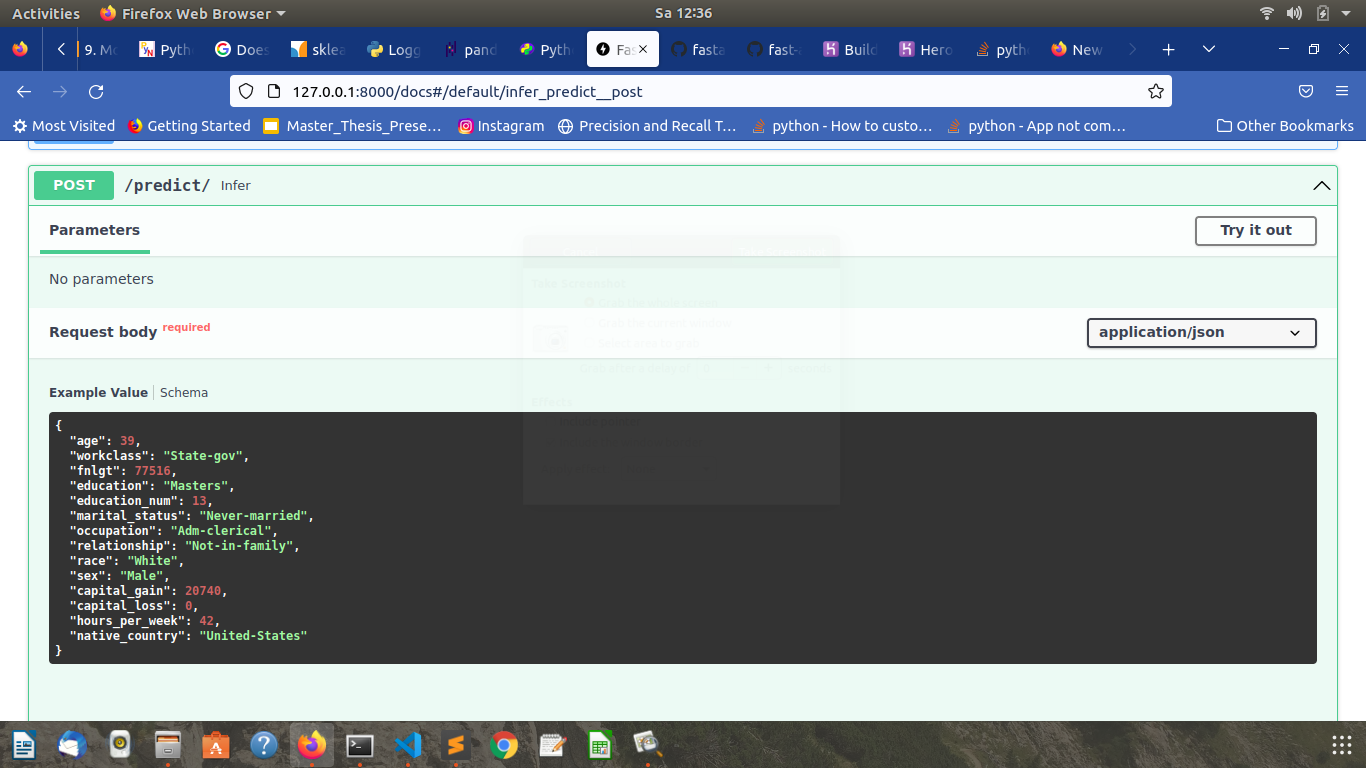 Activities Firefox Web Browser Sa 12:36
9. Mo Pyth Does sklea Logg pand Pyth Fas fasta fast-a Build Hero pyth New
127.0.0.1:8000/docs#/default/infer_predict__post
Most Visited Getting Started Master_Thesis_Prese… Instagram Precision and Recall T… python - How to custo… python - App not com… Other Bookmarks
POST /predict/ Infer
Parameters Try it out
No parameters
Request body required application/json
Example Value Schema
{
"age": 39,
"workclass": "State-gov",
"fnlgt": 77516,
"education": "Masters",
"education_num": 13,
"marital_status": "Never-married",
"occupation": "Adm-clerical",
"relationship": "Not-in-family",
"race": "White",
"sex": "Male",
"capital_gain": 20740,
"capital_loss": 0,
"hours_per_week": 42,
"native_country": "United-States"
}